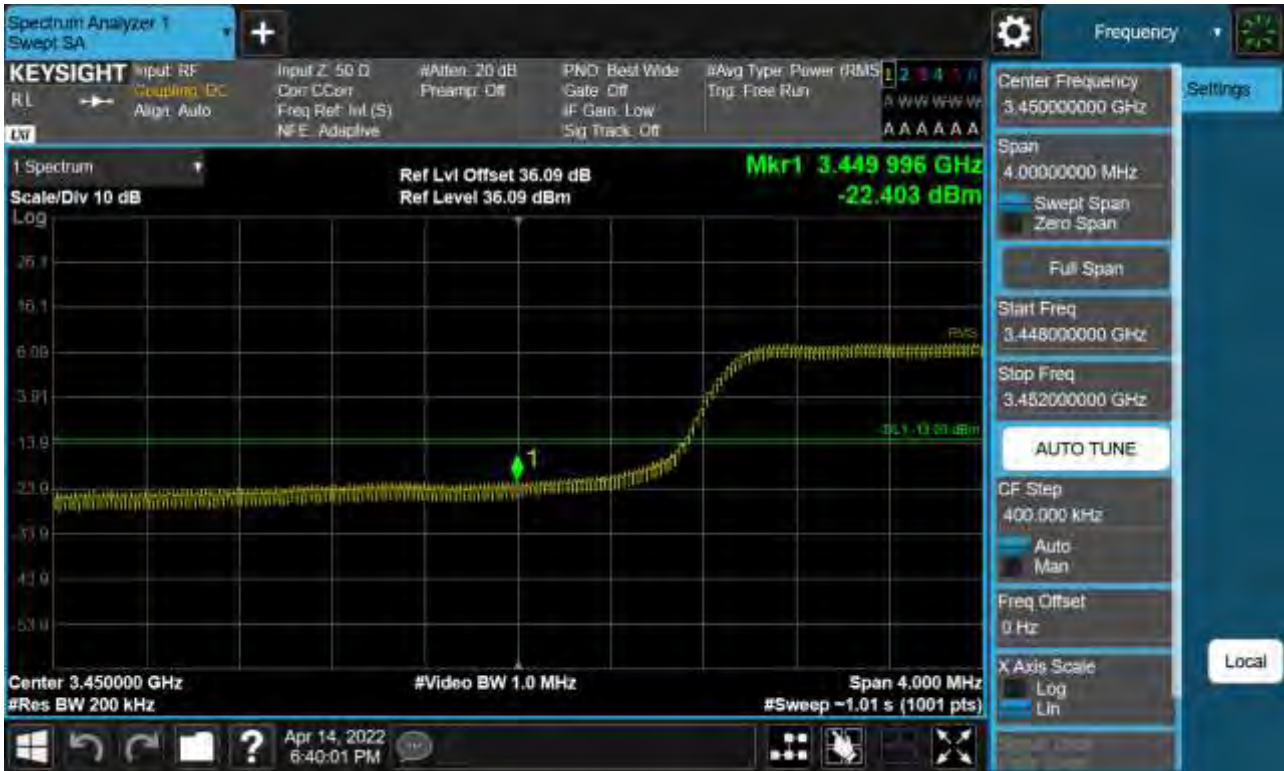 Spectrum Analyzer 1
Swept SA
Frequency
KEYSIGHT
RL
LXI
Input: RF
Coupling: DC
Align: Auto
Input Z: 50 Ω
Corr CCorr
Freq Ref: Int (S)
NFE: Adaptive
#Atten: 20 dB
Preamp: Off
PNO: Best Wide
Gate: Off
IF Gain: Low
Sig Track: Off
#Avg Type: Power (RMS
Trig: Free Run
1 2 3 4 5 6
A W W W W W
A A A A A A
1 Spectrum
Scale/Div 10 dB
Log
Ref Lvl Offset 36.09 dB
Ref Level 36.09 dBm
Mkr1 3.449 996 GHz
-22.403 dBm
26.1
16.1
6.09
RMS
-3.91
-13.9
DL1 -13.00 dBm
1
-23.9
-33.9
-43.9
-53.9
Center 3.450000 GHz
#Video BW 1.0 MHz
Span 4.000 MHz
#Res BW 200 kHz
#Sweep ~1.01 s (1001 pts)
Apr 14, 2022
6:40:01 PM
Center Frequency
3.450000000 GHz
Settings
Span
4.00000000 MHz
Swept Span
Zero Span
Full Span
Start Freq
3.448000000 GHz
Stop Freq
3.452000000 GHz
AUTO TUNE
CF Step
400.000 kHz
Auto
Man
Freq Offset
0 Hz
X Axis Scale
Log
Lin
Local